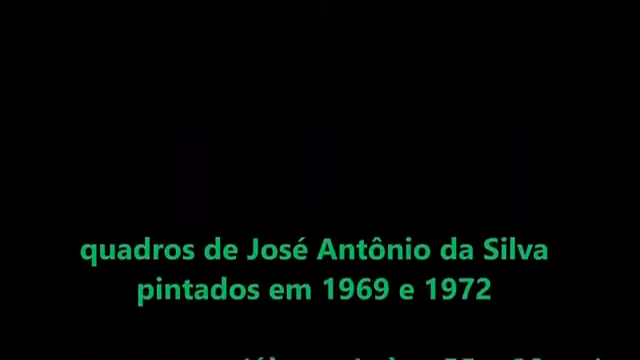 quadros de José Antônio da Silva
pintados em 1969 e 1972